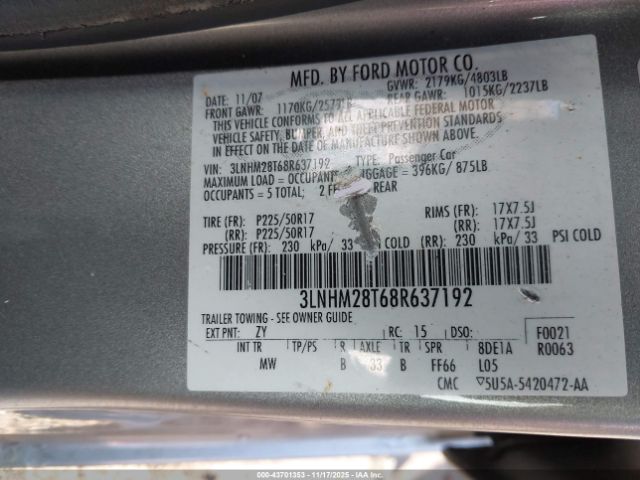 MFD. BY FORD MOTOR CO.
DATE: 11/07 GVWR: 2179KG/4803LB
FRONT GAWR: 1170KG/2579LB REAR GAWR: 1015KG/2237LB
THIS VEHICLE CONFORMS TO ALL APPLICABLE FEDERAL MOTOR
VEHICLE SAFETY, BUMPER, AND THEFT PREVENTION STANDARDS
IN EFFECT ON THE DATE OF MANUFACTURE SHOWN ABOVE.
VIN: 3LNHM28T68R637192 TYPE: Passenger Car
MAXIMUM LOAD = OCCUPANT GGAGE = 396KG/ 875LB
OCCUPANTS = 5 TOTAL; 2 FR REAR
TIRE (FR): P225/50R17 RIMS (FR): 17X7.5J
(RR): P225/50R17 (RR): 17X7.5J
PRESSURE (FR): 230 kPa/ 33 PSI COLD (RR): 230 kPa/ 33 PSI COLD
3LNHM28T68R637192
TRAILER TOWING - SEE OWNER GUIDE
EXT PNT: ZY RC: 15 DSO: F0021
INT TR TP/PS R AXLE TR SPR 8DE1A R0063
MW B 33 B FF66 L05
CMC ▽5U5A-5420472-AA
000-43701353 - 11/17/2025 - IAAI.COM